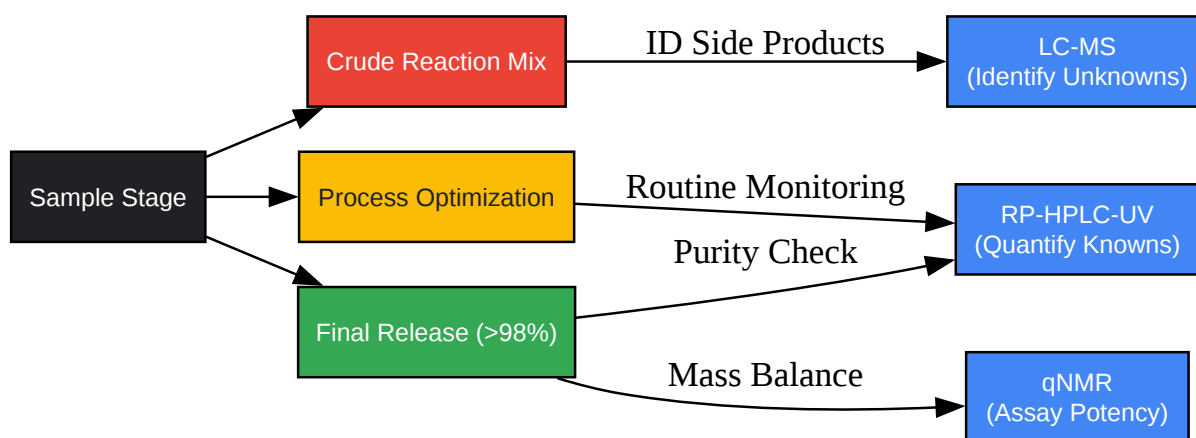 Sample Stage
Crude Reaction Mix
ID Side Products
LC-MS
(Identify Unknowns)
Process Optimization
Routine Monitoring
RP-HPLC-UV
(Quantify Knowns)
Purity Check
Final Release (>98%)
Mass Balance
qNMR
(Assay Potency)